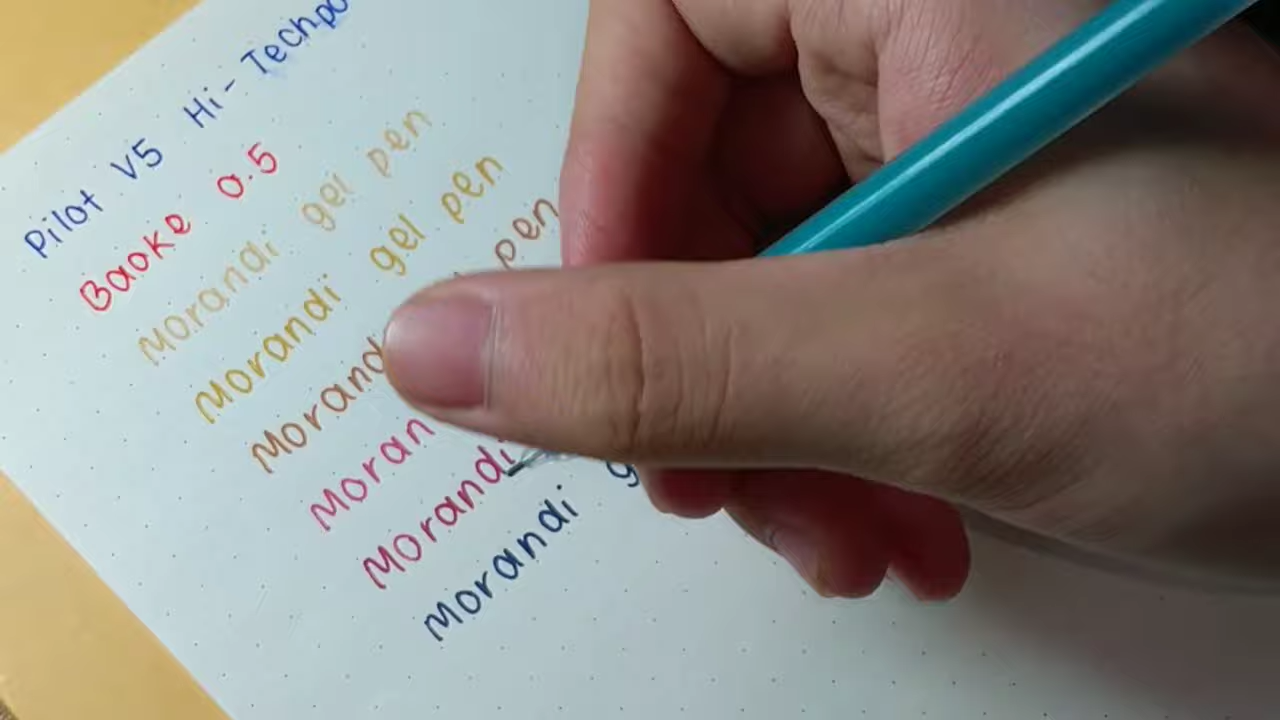 Pilot V5 Hi-Techpo
Baoke 0.5
Morandi gel pen
Morandi gel pen
Morand pen
Moran
Morandi
Morandi g